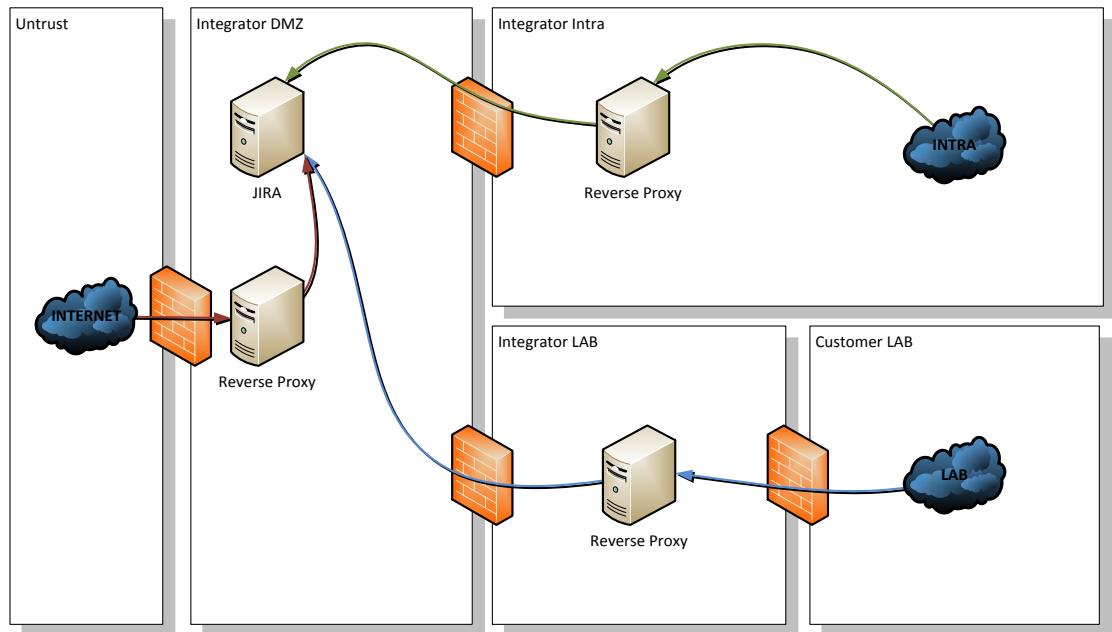 Untrust
Integrator DMZ
Integrator Intra
JIRA
Reverse Proxy
INTRA
INTERNET
Reverse Proxy
Integrator LAB
Customer LAB
Reverse Proxy
LAB